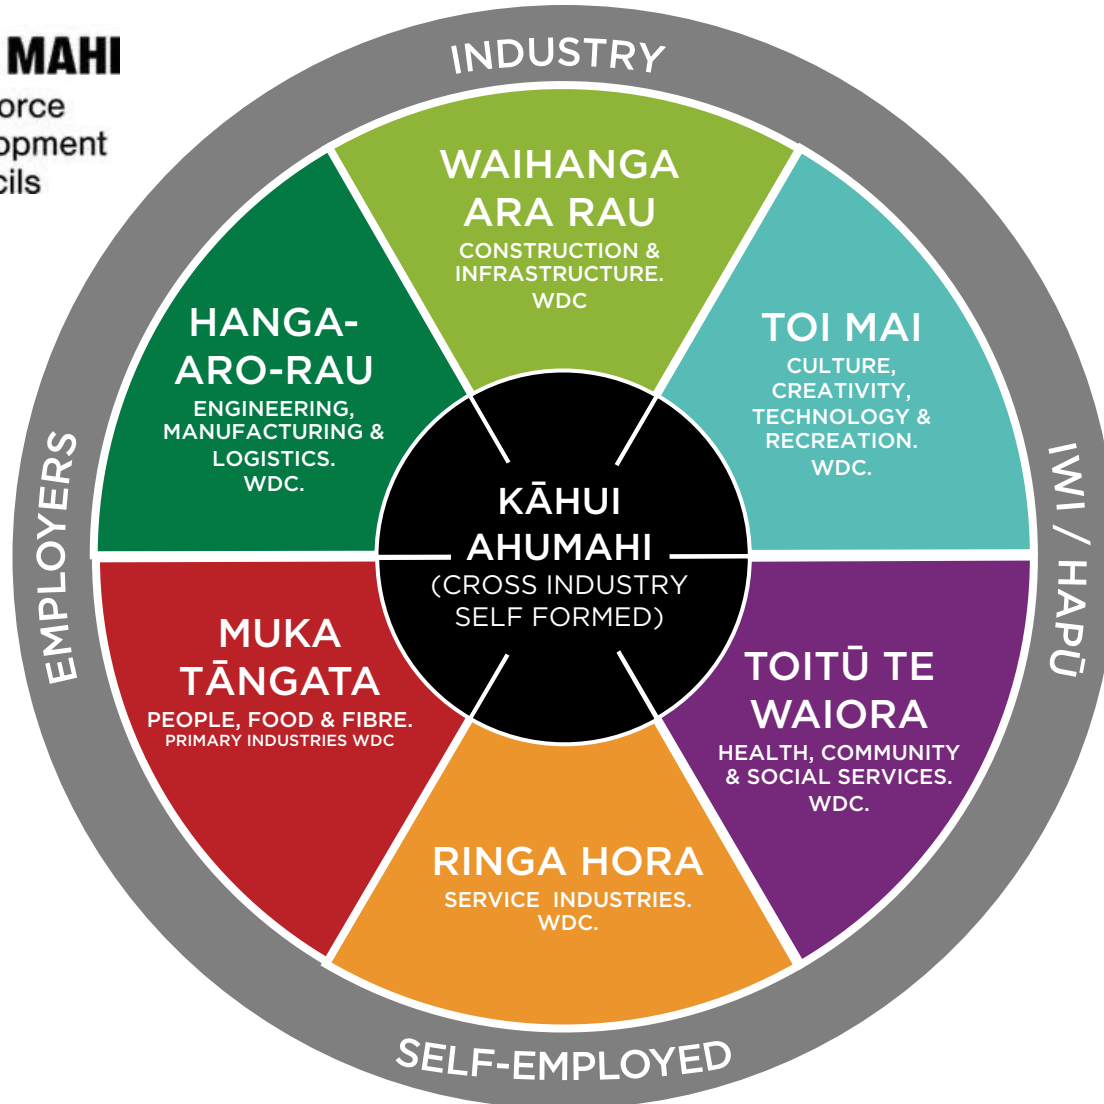 MAHI
orce
opment
cils
INDUSTRY
WAIHANGA
ARA RAU
CONSTRUCTION &
INFRASTRUCTURE.
WDC
TOI MAI
CULTURE,
CREATIVITY,
TECHNOLOGY &
RECREATION.
WDC.
HANGA-
ARO-RAU
ENGINEERING,
MANUFACTURING &
LOGISTICS.
WDC.
EMPLOYERS
IWI / HAPŪ
KĀHUI
AHUMAHI
(CROSS INDUSTRY
SELF FORMED)
MUKA
TĀNGATA
PEOPLE, FOOD & FIBRE.
PRIMARY INDUSTRIES WDC
TOITŪ TE
WAIORA
HEALTH, COMMUNITY
& SOCIAL SERVICES.
WDC.
RINGA HORA
SERVICE INDUSTRIES.
WDC.
SELF-EMPLOYED